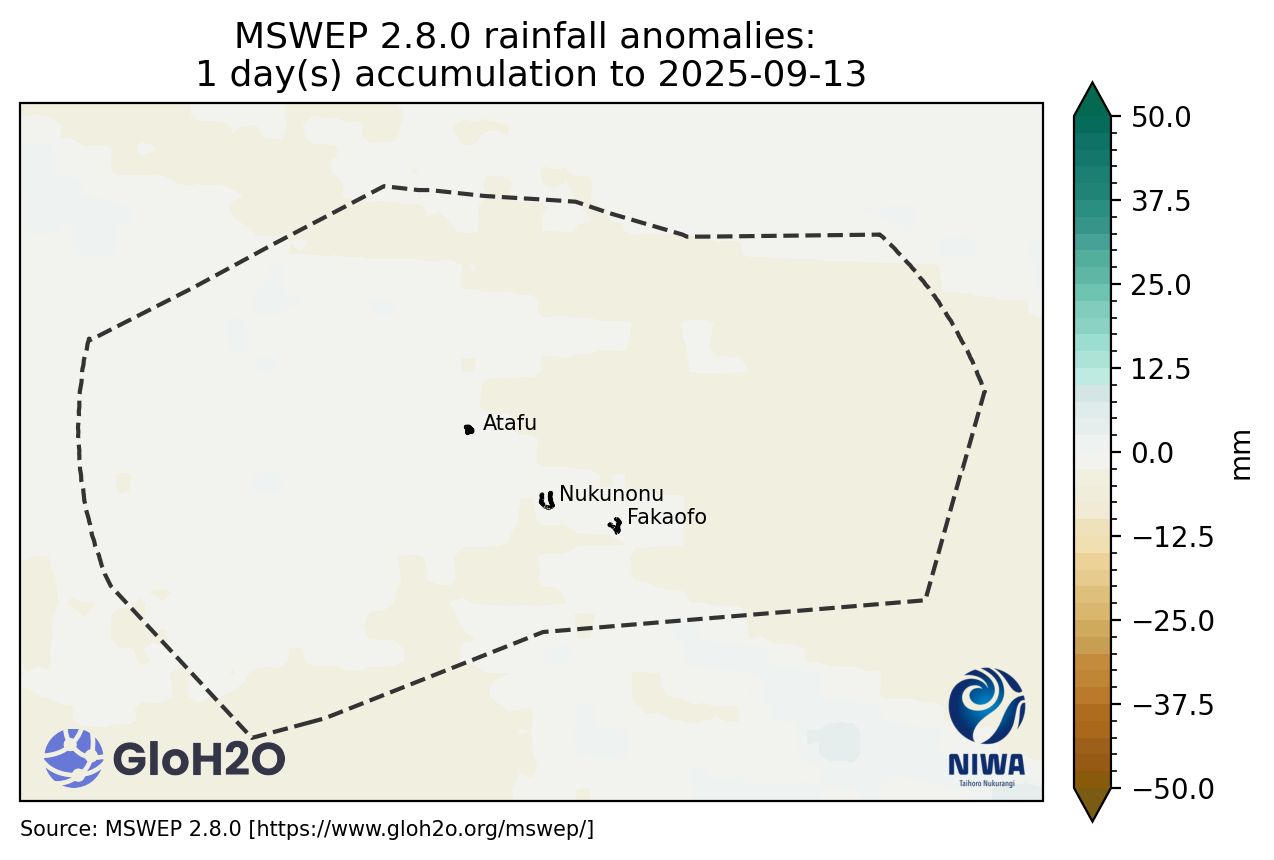 MSWEP 2.8.0 rainfall anomalies:
1 day(s) accumulation to 2025-09-13
50.0
37.5
25.0
12.5
0.0
−12.5
−25.0
−37.5
−50.0
mm
Atafu
Nukunonu
Fakaofo
GloH2O
NIWA
Taihoro Nukurangi
Source: MSWEP 2.8.0 [https://www.gloh2o.org/mswep/]